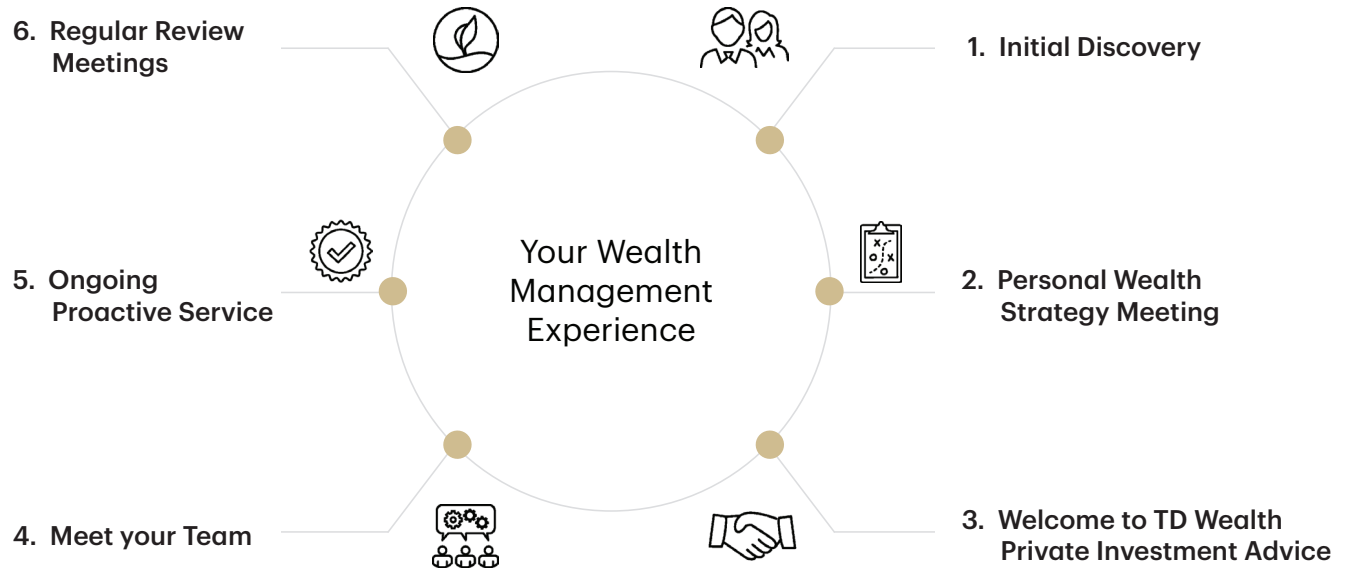 Your Wealth
Management
Experience
1. Initial Discovery
2. Personal Wealth
Strategy Meeting
3. Welcome to TD Wealth
Private Investment Advice
4. Meet your Team
5. Ongoing
Proactive Service
6. Regular Review
Meetings